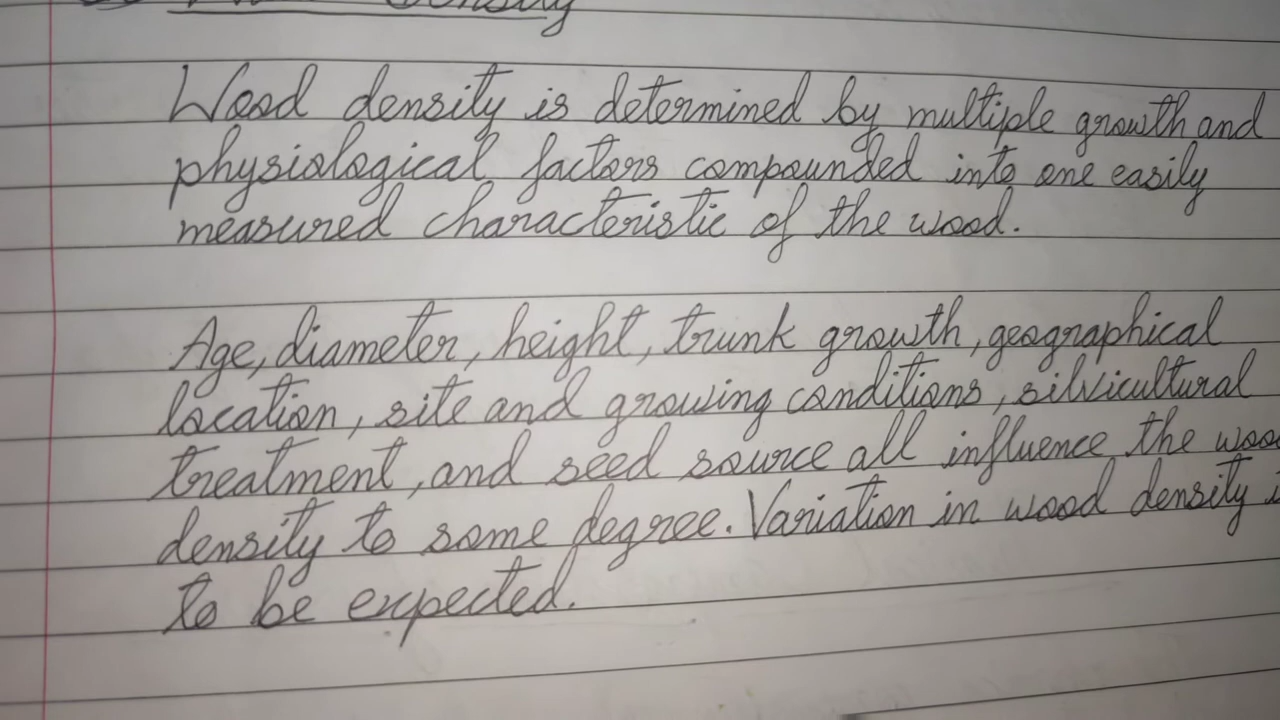 Density
Wood density is determined by multiple growth and
physiological factors compounded into one easily
measured characteristic of the wood.
Age, diameter, height, trunk growth, geographical
location, site and growing conditions, silvicultural
treatment, and seed source all influence the
density to some degree. Variation in wood density
to be expected.